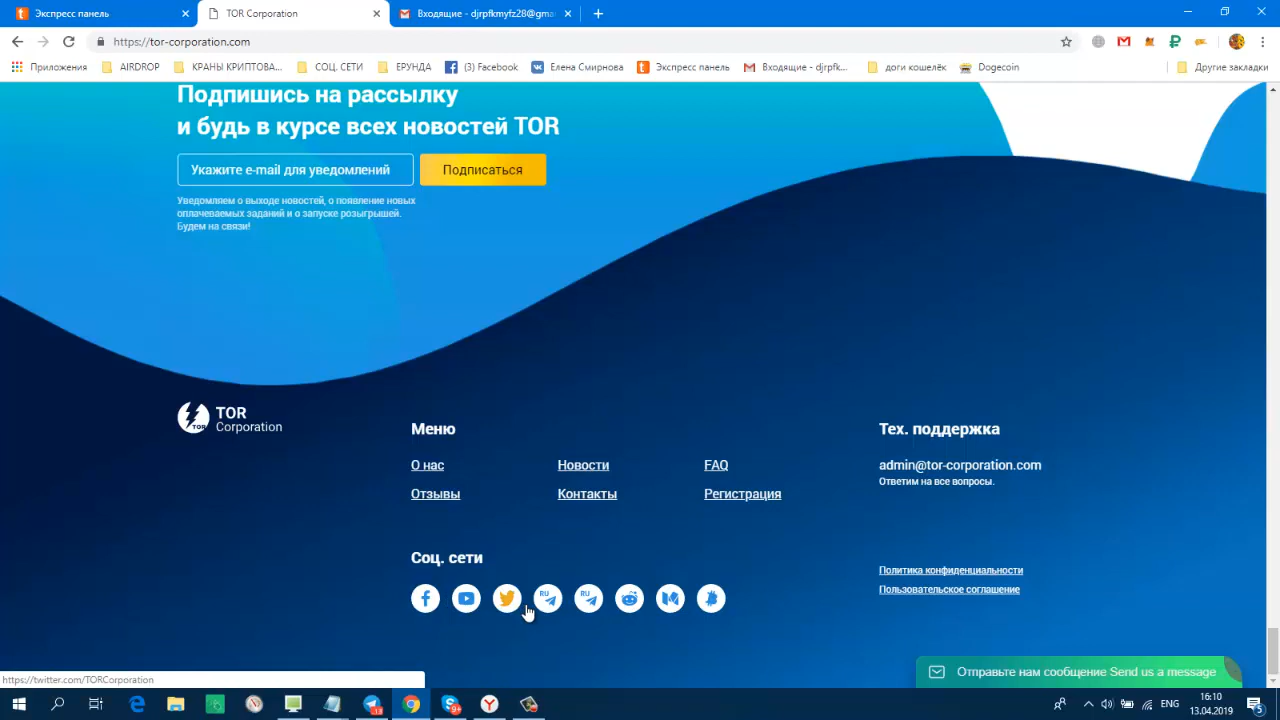 Экспресс панель
TOR Corporation
Входящие - djrpfkmyfz28@gma
https://tor-corporation.com
Приложения
AIRDROP
КРАНЫ КРИПТОВА...
СОЦ. СЕТИ
ЕРУНДА
(3) Facebook
Елена Смирнова
Экспресс панель
Входящие - djrpfk...
доги кошелёк
Dogecoin
Другие закладки
Подпишись на рассылку
и будь в курсе всех новостей TOR
Укажите e-mail для уведомлений
Подписаться
Уведомляем о выходе новостей, о появление новых
оплачеваемых заданий и о запуске розыгрышей.
Будем на связи!
TOR
TOR
Corporation
Меню
О нас
Новости
FAQ
Отзывы
Контакты
Регистрация
Тех. поддержка
admin@tor-corporation.com
Ответим на все вопросы.
Соц. сети
RU
RU
Политика конфиденциальности
Пользовательское соглашение
Отправьте нам сообщение Send us a message
https://twitter.com/TORCorporation
ENG
16:10
13.04.2019